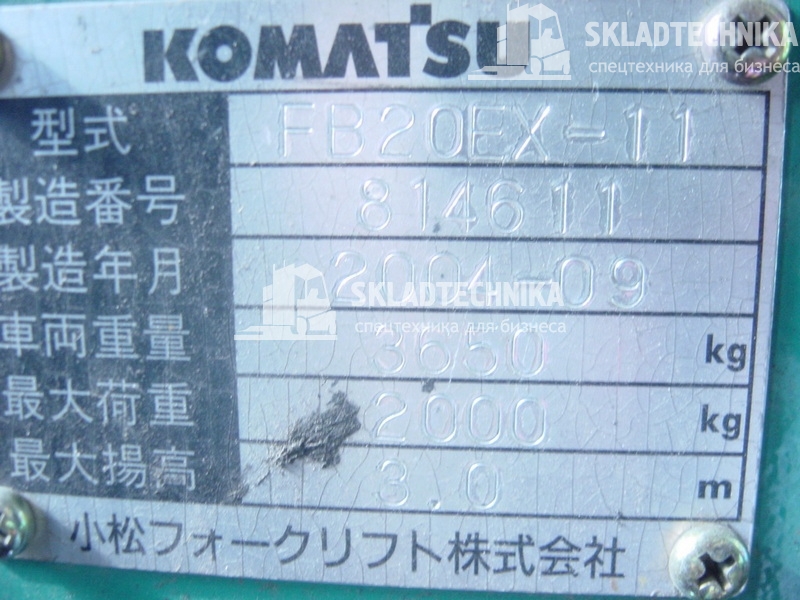 KOMATSU
SKLADTECHNIKA
спецтехника для бизнеса
型式 FB20EX-11
製造番号 814611
製造年月 2004-09
SKLADTECHNIKA
спецтехника для бизнеса
車両重量 3650 kg
最大荷重 2000 kg
最大揚高 3.0 m
小松フォークリフト株式会社